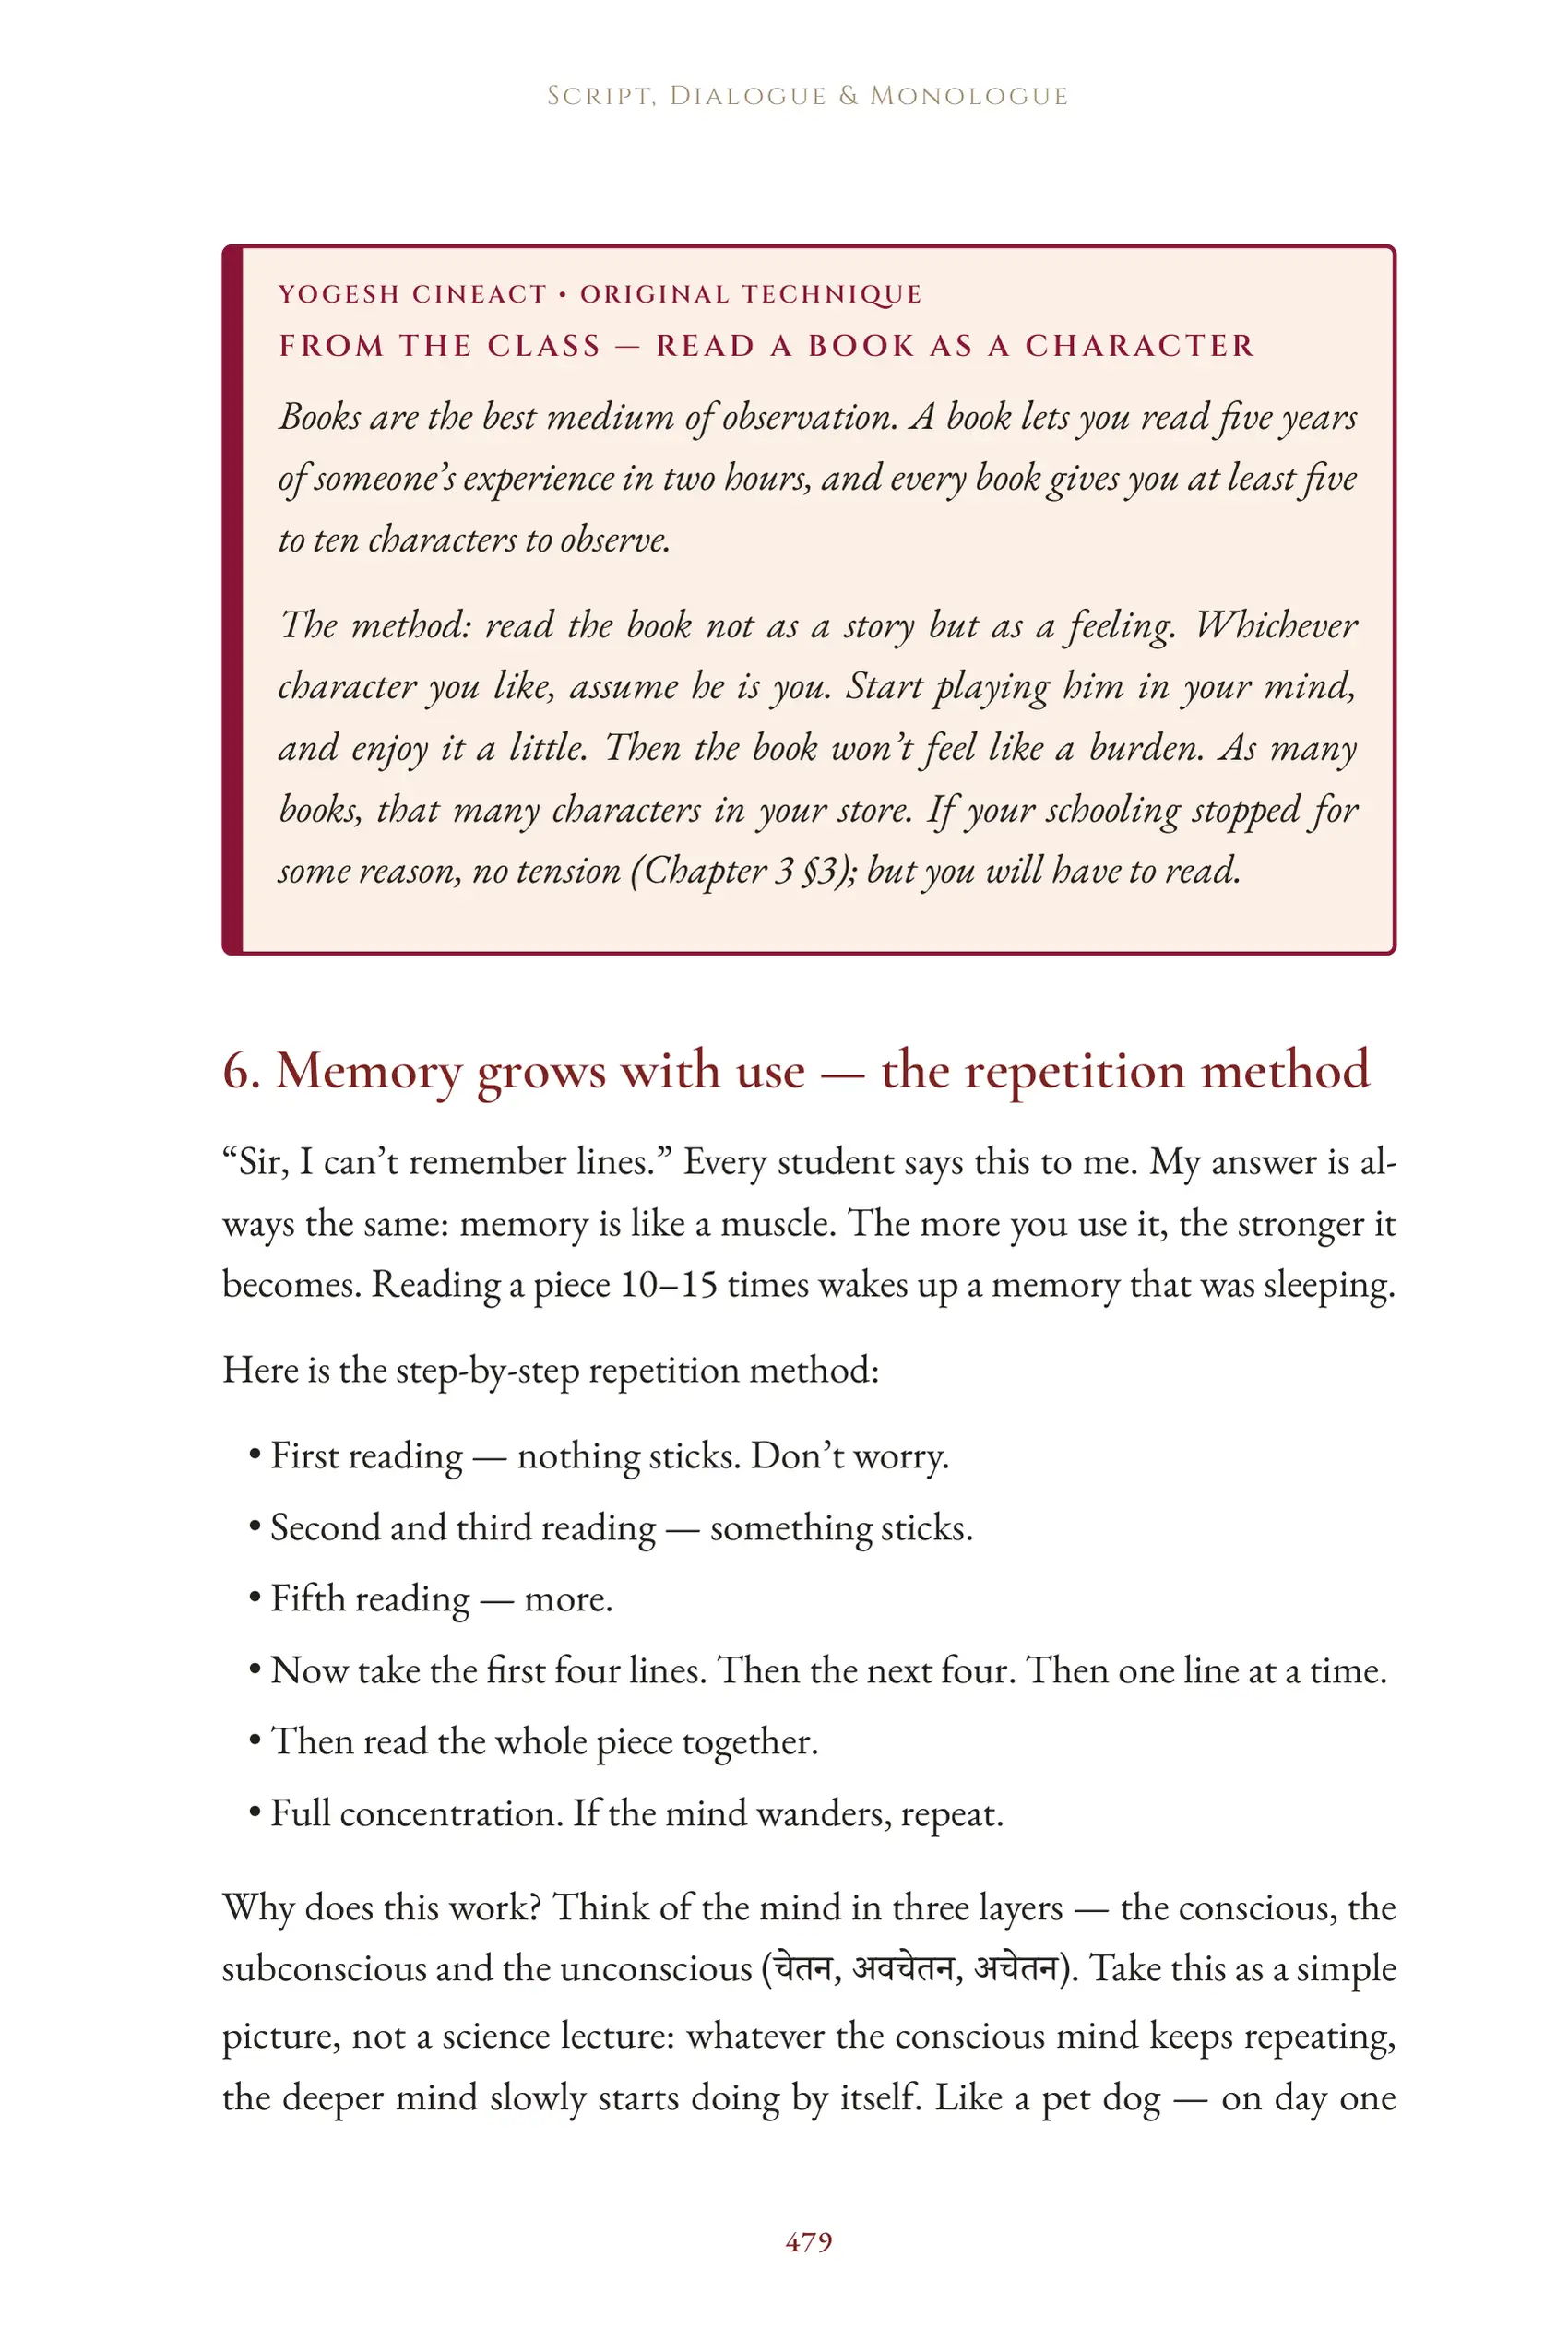 SCRIPT, DIALOGUE & MONOLOGUE
YOGESH CINEACT • ORIGINAL TECHNIQUE
FROM THE CLASS — READ A BOOK AS A CHARACTER
Books are the best medium of observation. A book lets you read five years
of someone’s experience in two hours, and every book gives you at least five
to ten characters to observe.
The method: read the book not as a story but as a feeling. Whichever
character you like, assume he is you. Start playing him in your mind,
and enjoy it a little. Then the book won’t feel like a burden. As many
books, that many characters in your store. If your schooling stopped for
some reason, no tension (Chapter 3 §3); but you will have to read.
6. Memory grows with use — the repetition method
“Sir, I can’t remember lines.” Every student says this to me. My answer is al-
ways the same: memory is like a muscle. The more you use it, the stronger it
becomes. Reading a piece 10–15 times wakes up a memory that was sleeping.
Here is the step-by-step repetition method:
• First reading — nothing sticks. Don’t worry.
• Second and third reading — something sticks.
• Fifth reading — more.
• Now take the first four lines. Then the next four. Then one line at a time.
• Then read the whole piece together.
• Full concentration. If the mind wanders, repeat.
Why does this work? Think of the mind in three layers — the conscious, the
subconscious and the unconscious (चेतन, अवचेतन, अचेतन). Take this as a simple
picture, not a science lecture: whatever the conscious mind keeps repeating,
the deeper mind slowly starts doing by itself. Like a pet dog — on day one
479